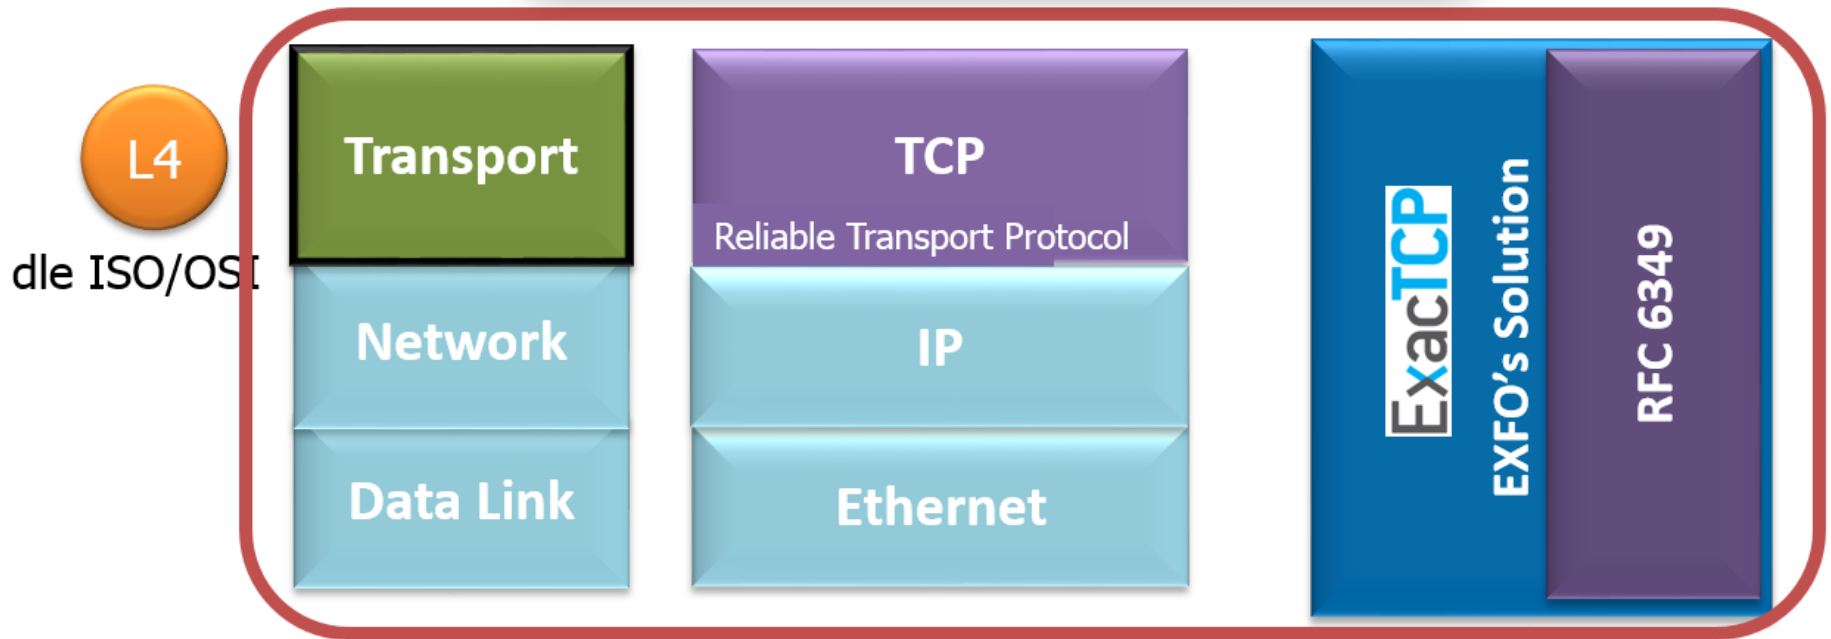 L4
dle ISO/OSI
Transport
Network
Data Link
TCP
Reliable Transport Protocol
IP
Ethernet
ExacTCP
EXFO’s Solution
RFC 6349